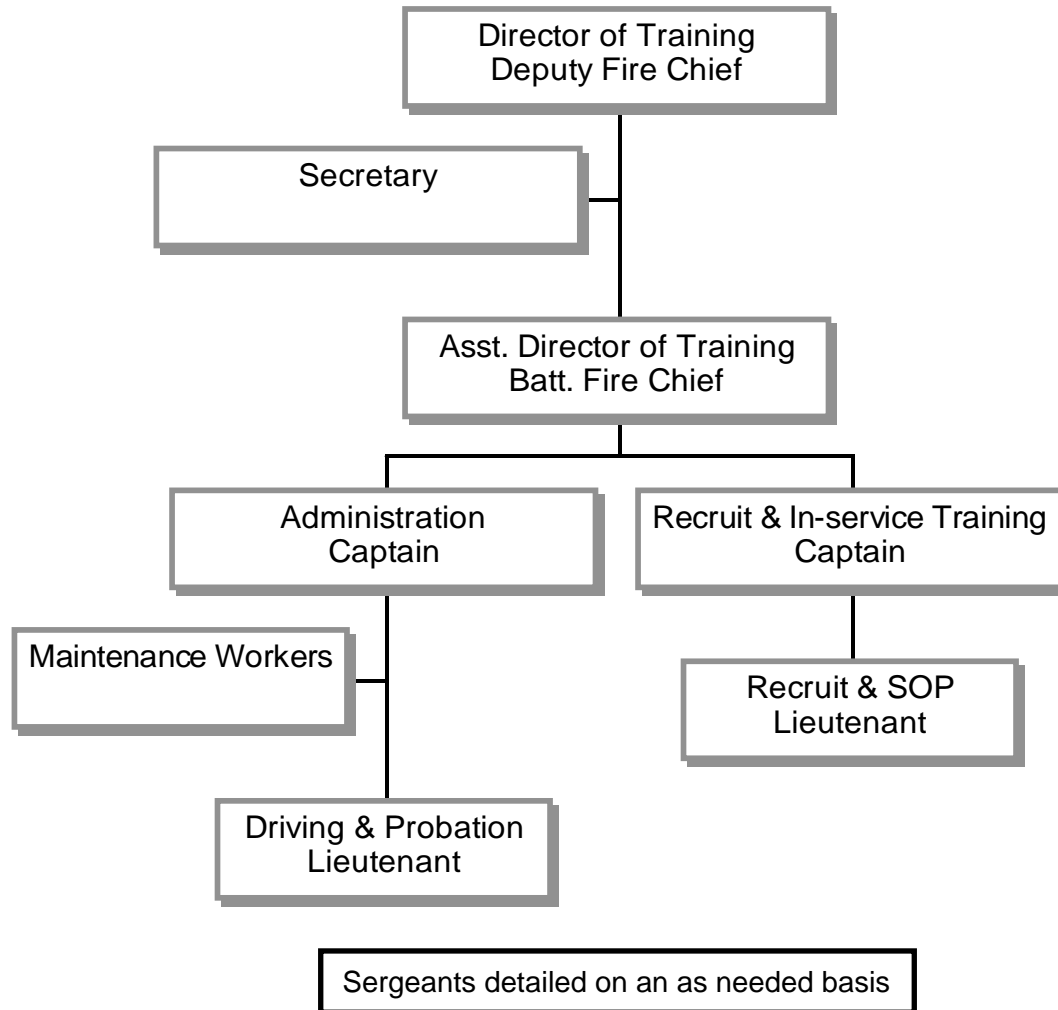 Director of Training
Deputy Fire Chief
Secretary
Asst. Director of Training
Batt. Fire Chief
Administration
Captain
Recruit & In-service Training
Captain
Maintenance Workers
Recruit & SOP
Lieutenant
Driving & Probation
Lieutenant
Sergeants detailed on an as needed basis